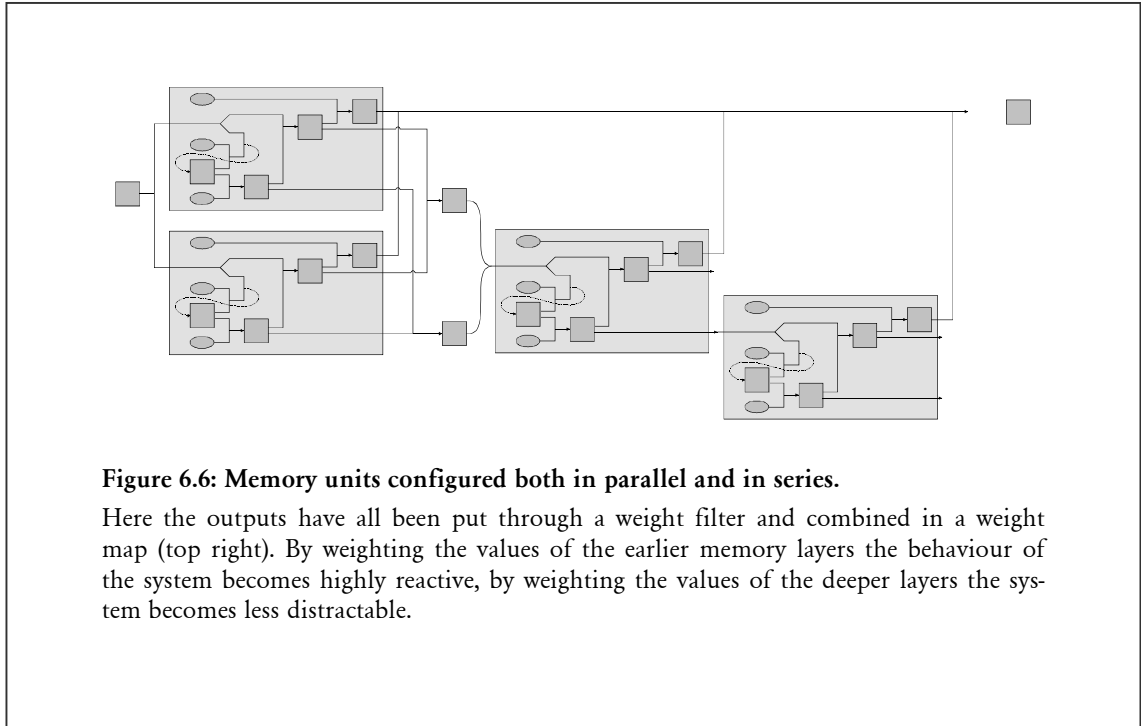 Figure 6.6: Memory units configured both in parallel and in series.
Here the outputs have all been put through a weight filter and combined in a weight
map (top right). By weighting the values of the earlier memory layers the behaviour of
the system becomes highly reactive, by weighting the values of the deeper layers the sys-
tem becomes less distractable.